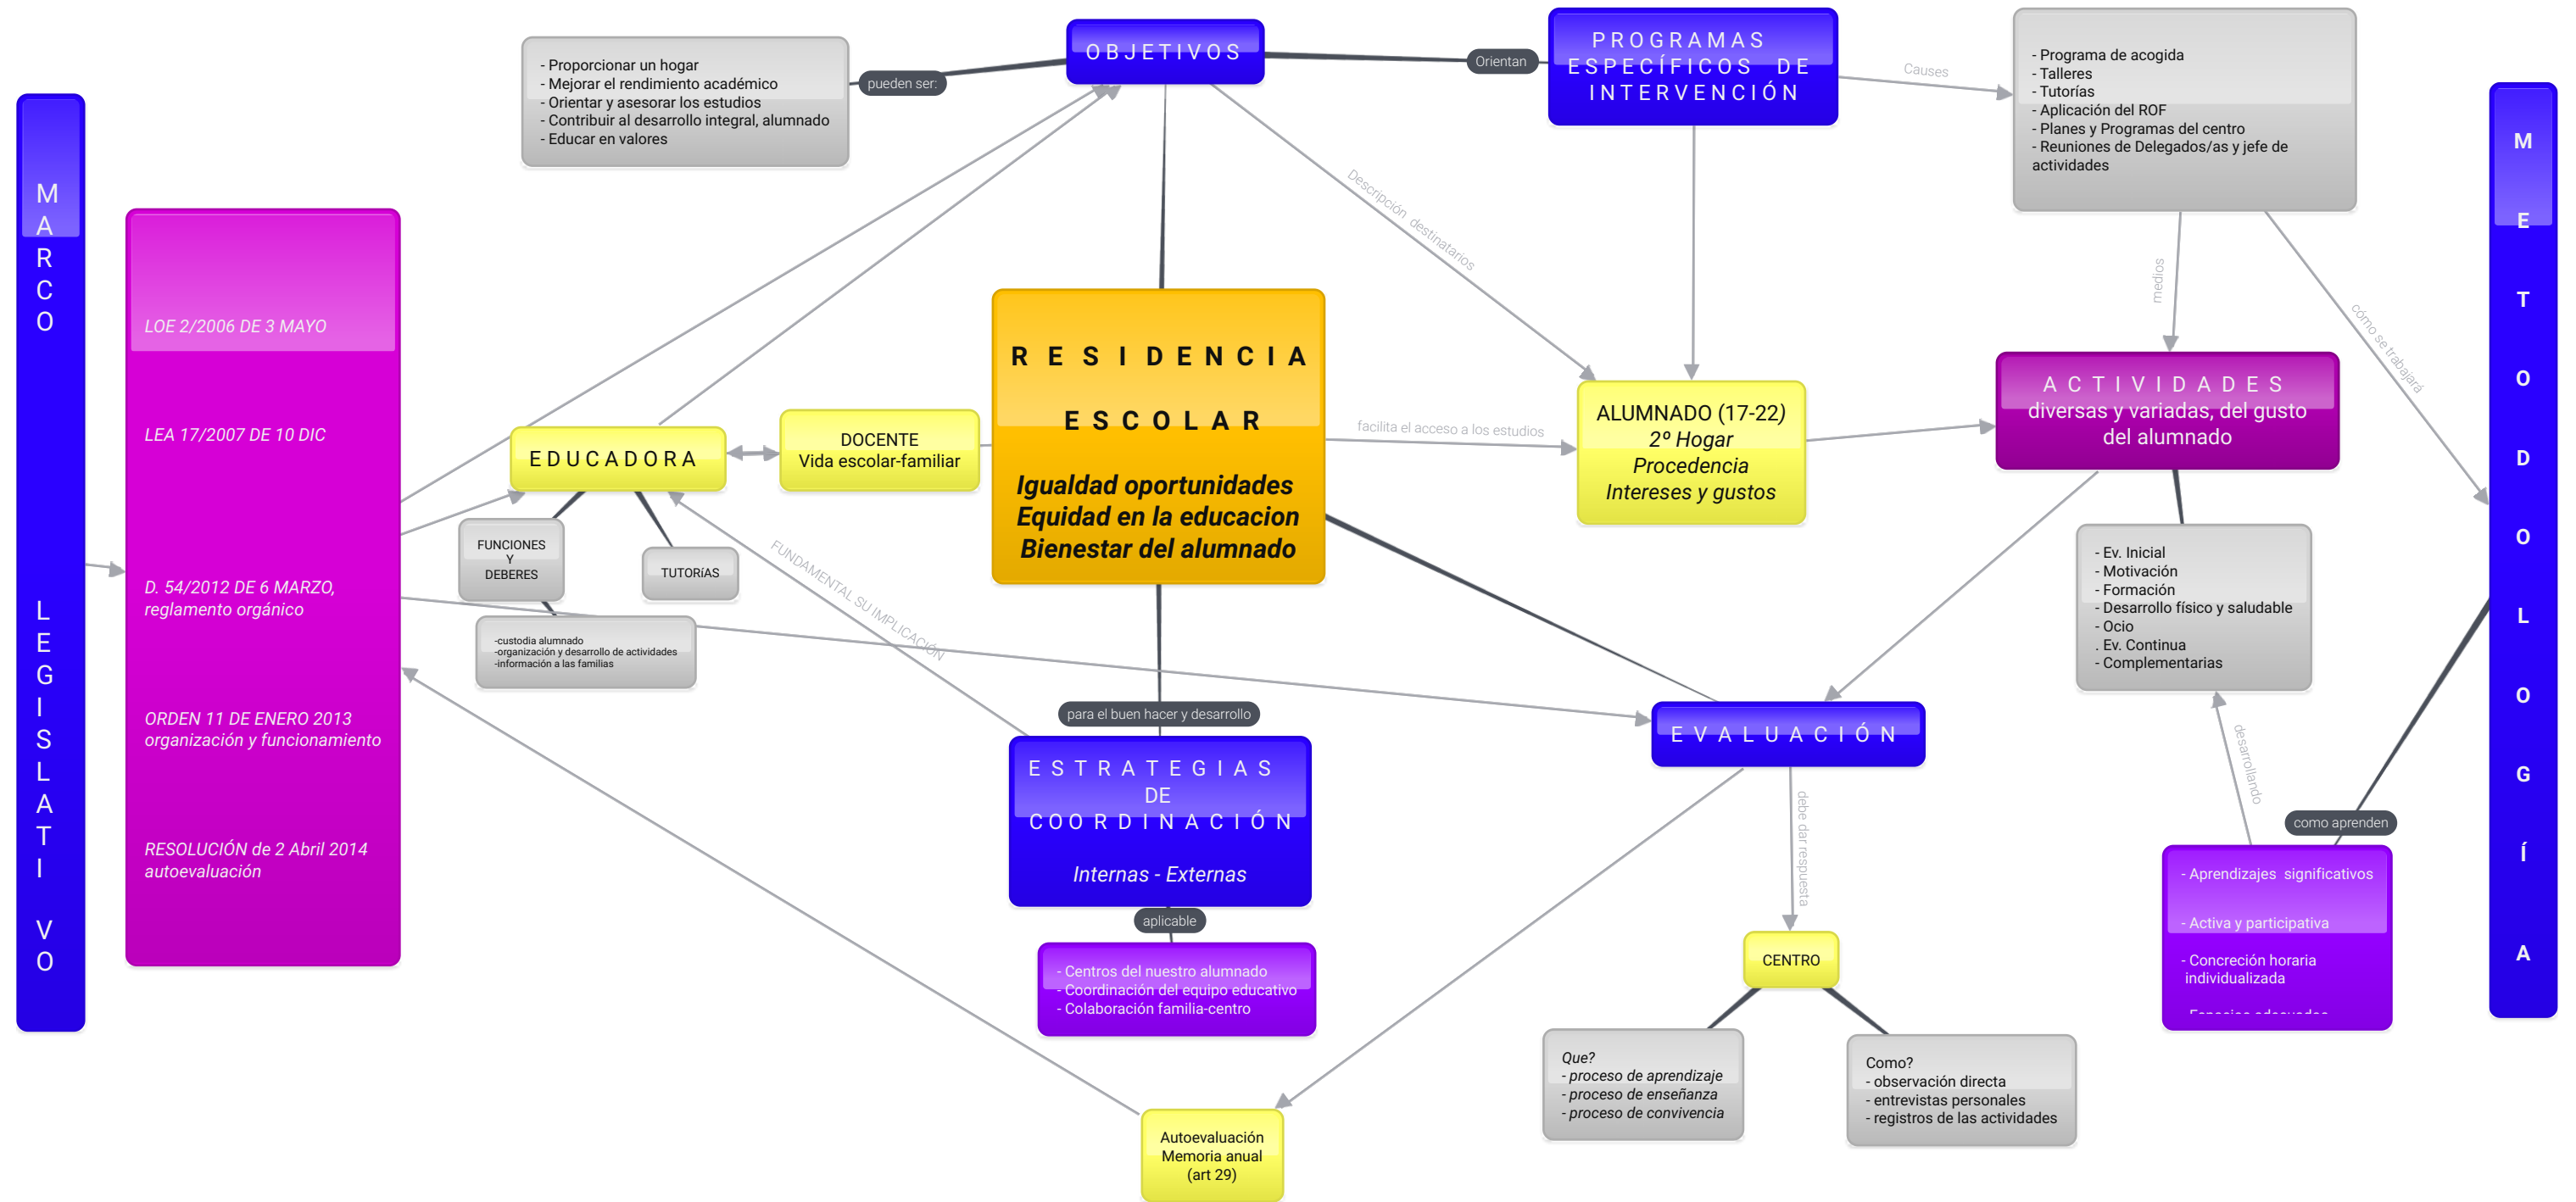 MARCO
LEGISLATIVO
LOE 2/2006 DE 3 MAYO
LEA 17/2007 DE 10 DIC
D. 54/2012 DE 6 MARZO,
reglamento orgánico
ORDEN 11 DE ENERO 2013
organización y funcionamiento
RESOLUCIÓN de 2 Abril 2014
autoevaluación
- Proporcionar un hogar
- Mejorar el rendimiento académico
- Orientar y asesorar los estudios
- Contribuir al desarrollo integral, alumnado
- Educar en valores
pueden ser:
OBJETIVOS
Orientan
PROGRAMAS
ESPECÍFICOS DE
INTERVENCIÓN
Causes
- Programa de acogida
- Talleres
- Tutorías
- Aplicación del ROF
- Planes y Programas del centro
- Reuniones de Delegados/as y jefe de
actividades
Descripción destinatarios
medios
cómo se trabajará
EDUCADORA
DOCENTE
Vida escolar-familiar
FUNCIONES
Y
DEBERES
TUTORíAS
-custodia alumnado
-organización y desarrollo de actividades
-información a las familias
FUNDAMENTAL SU IMPLICACIÓN
RESIDENCIA
ESCOLAR
Igualdad oportunidades
Equidad en la educacion
Bienestar del alumnado
facilita el acceso a los estudios
ALUMNADO (17-22)
2º Hogar
Procedencia
Intereses y gustos
ACTIVIDADES
diversas y variadas, del gusto
del alumnado
- Ev. Inicial
- Motivación
- Formación
- Desarrollo físico y saludable
- Ocio
. Ev. Continua
- Complementarias
desarrollando
para el buen hacer y desarrollo
ESTRATEGIAS
DE
COORDINACIÓN
Internas - Externas
aplicable
- Centros del nuestro alumnado
- Coordinación del equipo educativo
- Colaboración familia-centro
EVALUACIÓN
debe dar respuesta
CENTRO
Que?
- proceso de aprendizaje
- proceso de enseñanza
- proceso de convivencia
Como?
- observación directa
- entrevistas personales
- registros de las actividades
Autoevaluación
Memoria anual
(art 29)
como aprenden
- Aprendizajes significativos
- Activa y participativa
- Concreción horaria
individualizada
METODOLOGÍA